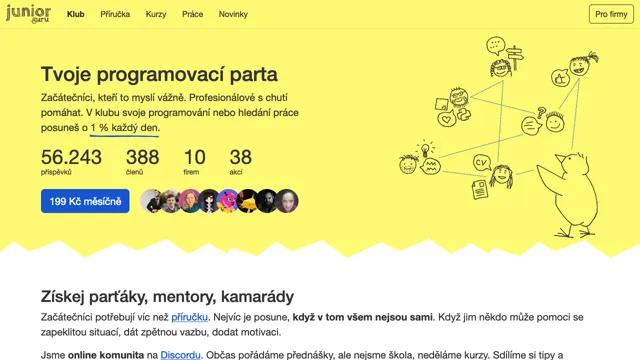 junior
.guru
Klub Příručka Kurzy Práce Novinky
Pro firmy
Tvoje programovací parta
Začátečníci, kteří to myslí vážně. Profesionálové s chutí
pomáhat. V klubu svoje programování nebo hledání práce
posuneš o 1 % každý den.
56.243 388 10 38
příspěvků členů firem akcí
199 Kč měsíčně
CV
Získej parťáky, mentory, kamarády
Začátečníci potřebují víc než příručku. Nejvíc je posune, když v tom všem nejsou sami. Když jim někdo může pomoci se
zapeklitou situací, dát zpětnou vazbu, dodat motivaci.
Jsme online komunita na Discordu. Občas pořádáme přednášky, ale nejsme škola, neděláme kurzy. Sdílíme si tipy a